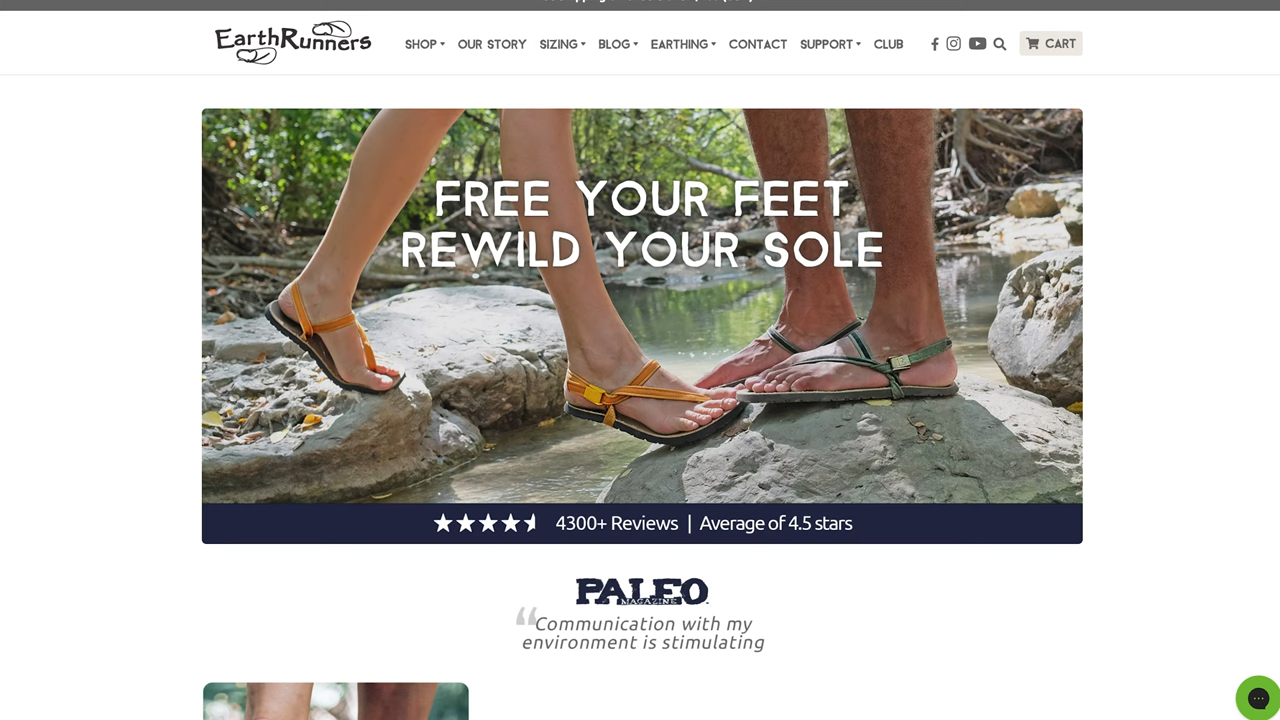 EarthRunners
SHOP
OUR STORY
SIZING
BLOG
EARTHING
CONTACT
SUPPORT
CLUB
CART
FREE YOUR FEET
REWILD YOUR SOLE
4300+ Reviews | Average of 4.5 stars
PALEO
MAGAZINE
“Communication with my
environment is stimulating